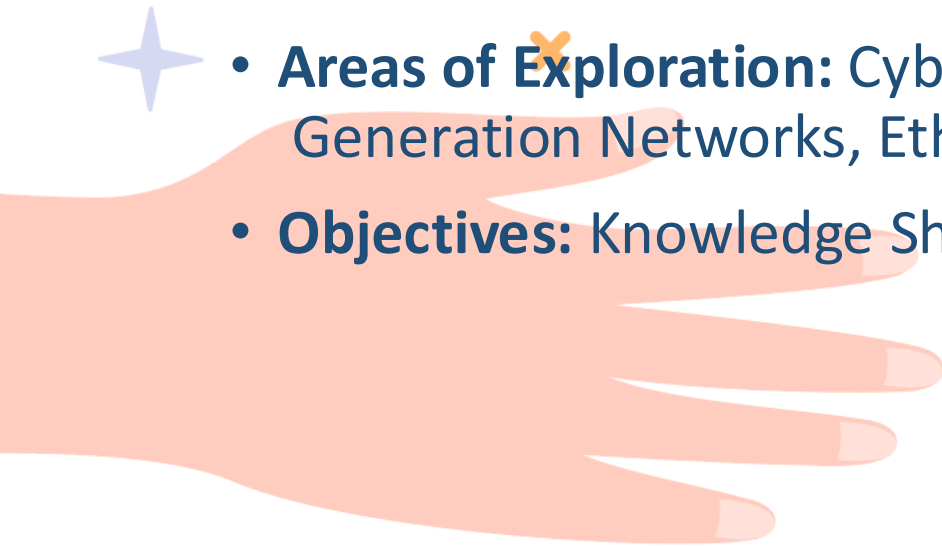 • Areas of Exploration: Cyb
Generation Networks, Eth
• Objectives: Knowledge Sh